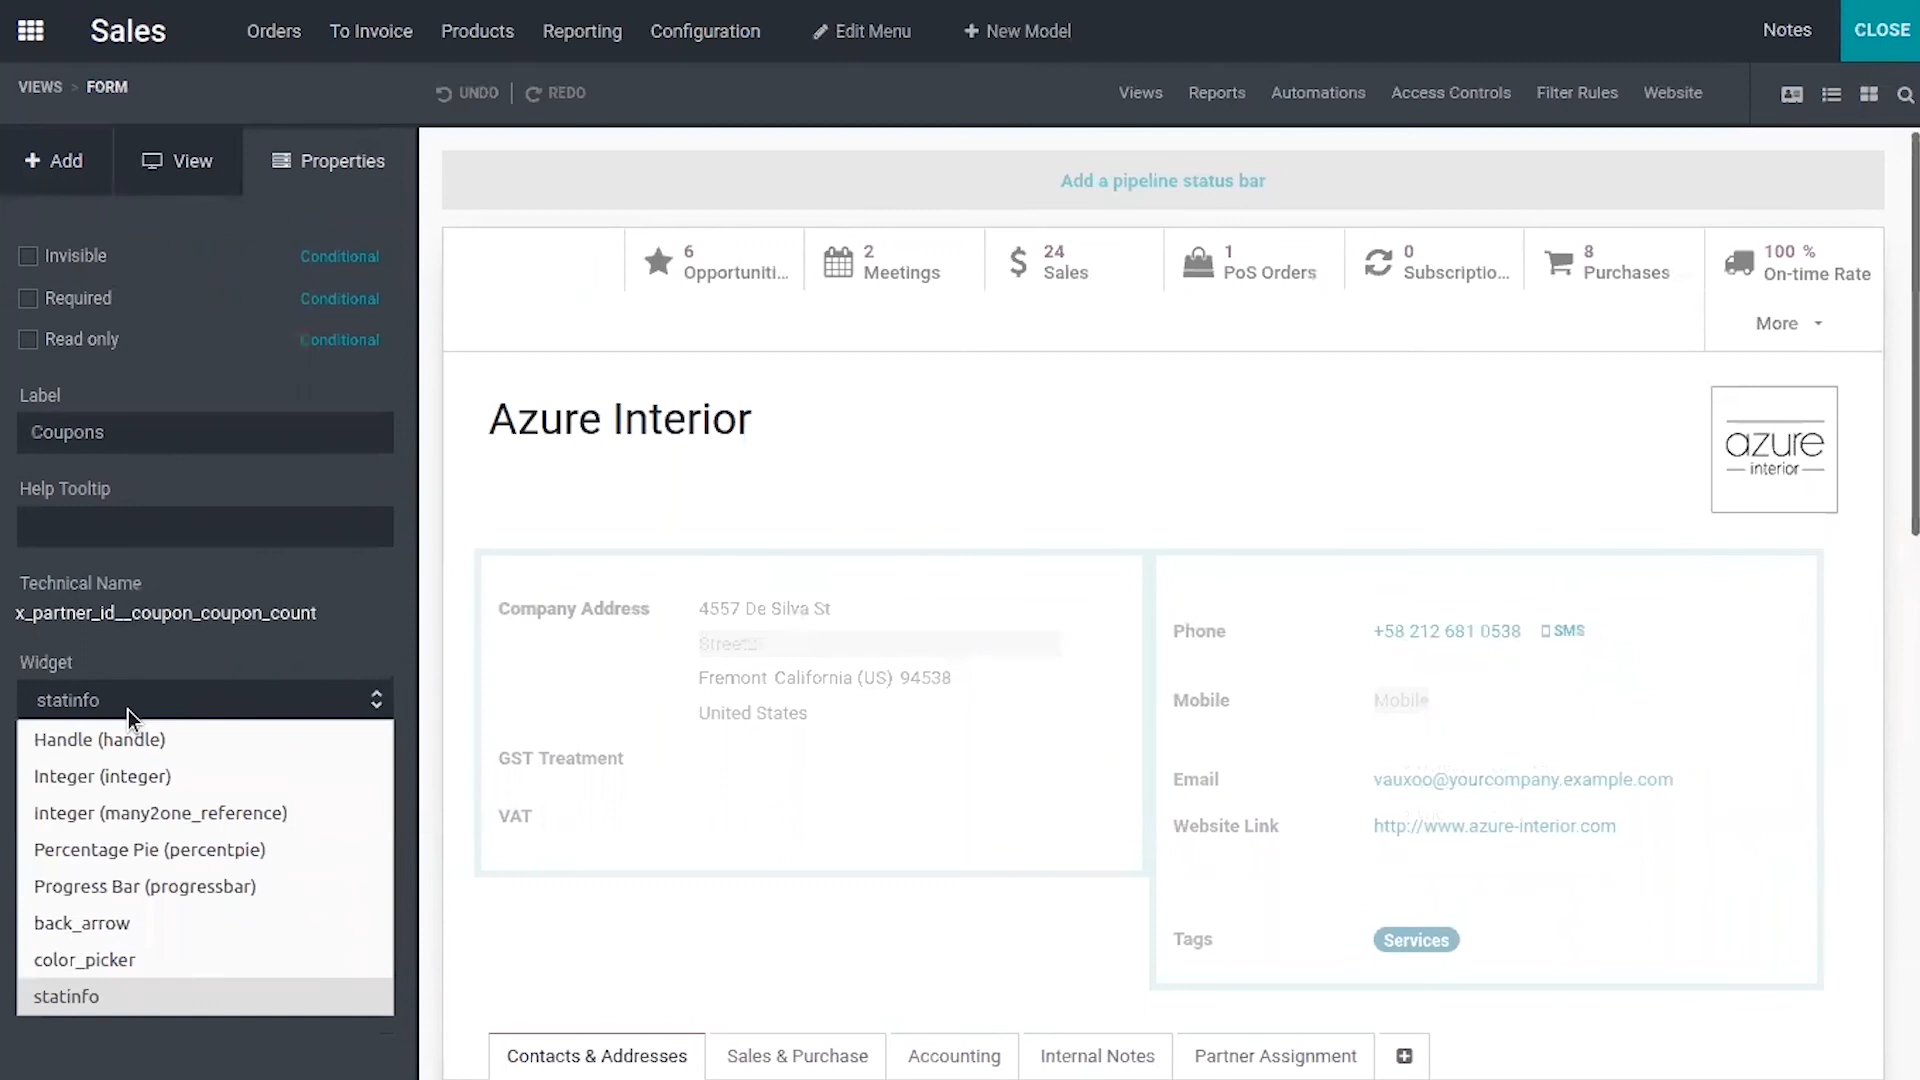 Sales
Orders
To Invoice
Products
Reporting
Configuration
Edit Menu
New Model
Notes
CLOSE
VIEWS > FORM
UNDO
REDO
Views
Reports
Automations
Access Controls
Filter Rules
Website
Add
View
Properties
Invisible
Conditional
Required
Conditional
Read only
Conditional
Label
Coupons
Help Tooltip
Technical Name
x_partner_id__coupon_coupon_count
Widget
statinfo
Handle (handle)
Integer (integer)
Integer (many2one_reference)
Percentage Pie (percentpie)
Progress Bar (progressbar)
back_arrow
color_picker
statinfo
Add a pipeline status bar
6
Opportuniti...
2
Meetings
24
Sales
1
PoS Orders
0
Subscriptio...
8
Purchases
100 %
On-time Rate
More
Azure Interior
azure
interior
Company Address
4557 De Silva St
Fremont California (US) 94538
United States
GST Treatment
VAT
Phone
+58 212 681 0538
SMS
Mobile
Mobile
Email
vauxoo@yourcompany.example.com
Website Link
http://www.azure-interior.com
Tags
Services
Contacts & Addresses
Sales & Purchase
Accounting
Internal Notes
Partner Assignment